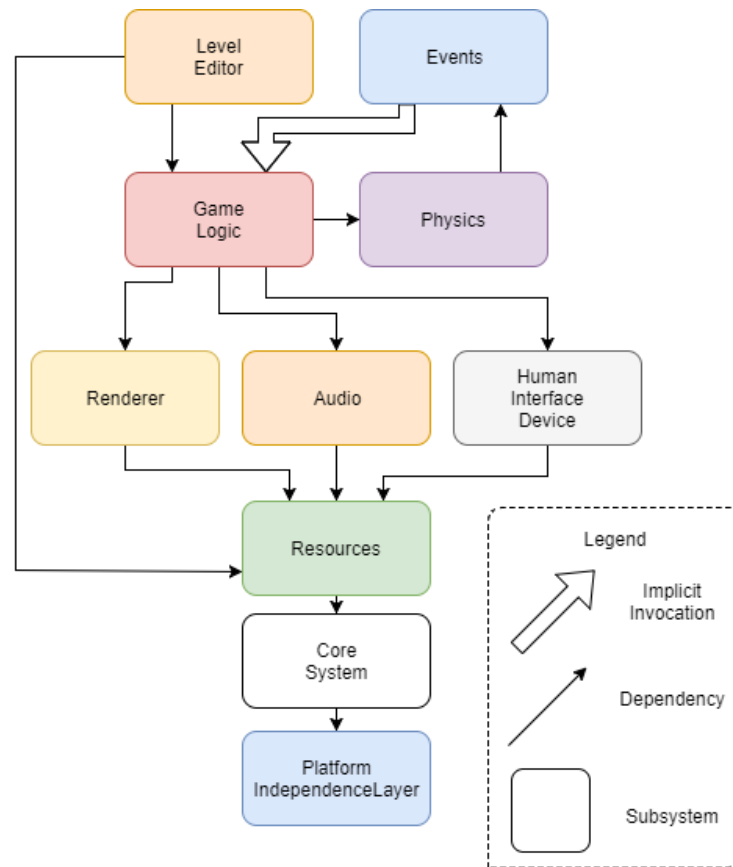 Level
Editor
Events
Game
Logic
Physics
Renderer
Audio
Human
Interface
Device
Resources
Legend
Implicit
Invocation
Core
System
Dependency
Platform
IndependenceLayer
Subsystem